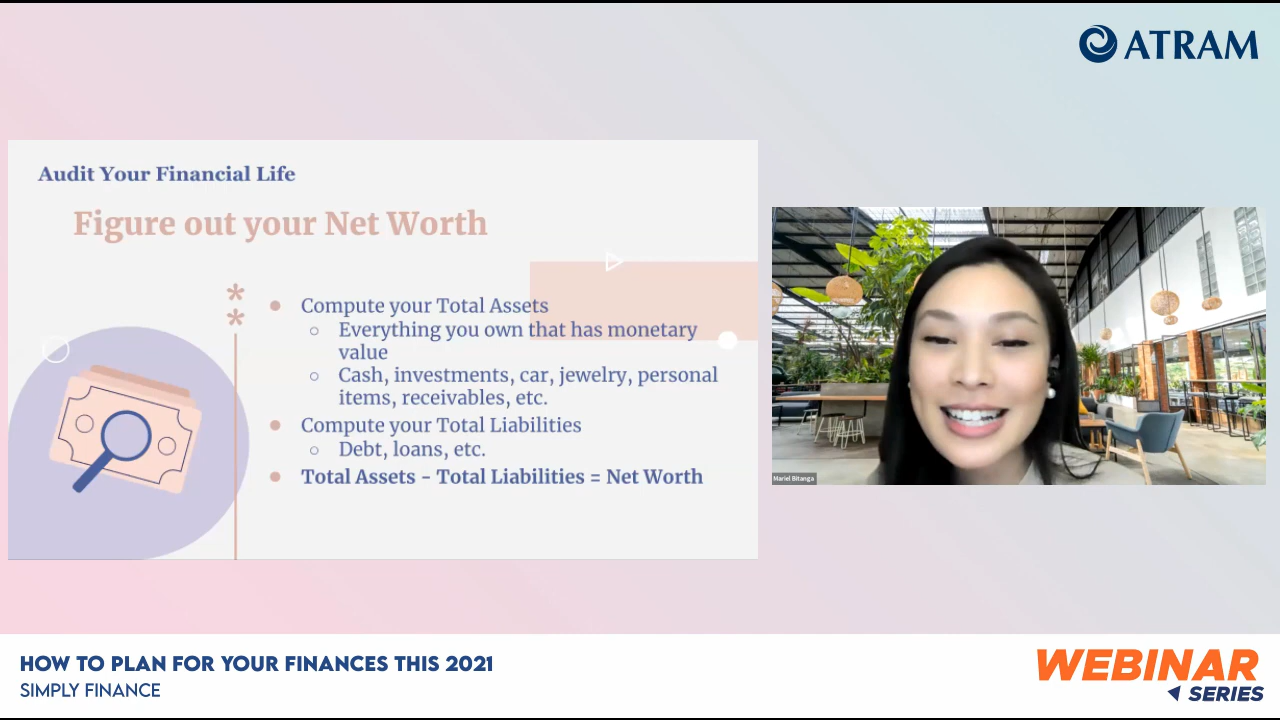 ATRAM
Audit Your Financial Life
Figure out your Net Worth
Compute your Total Assets
Everything you own that has monetary
value
Cash, investments, car, jewelry, personal
items, receivables, etc.
Compute your Total Liabilities
Debt, loans, etc.
Total Assets - Total Liabilities = Net Worth
Mariel Bitanga
HOW TO PLAN FOR YOUR FINANCES THIS 2021
SIMPLY FINANCE
WEBINAR
SERIES